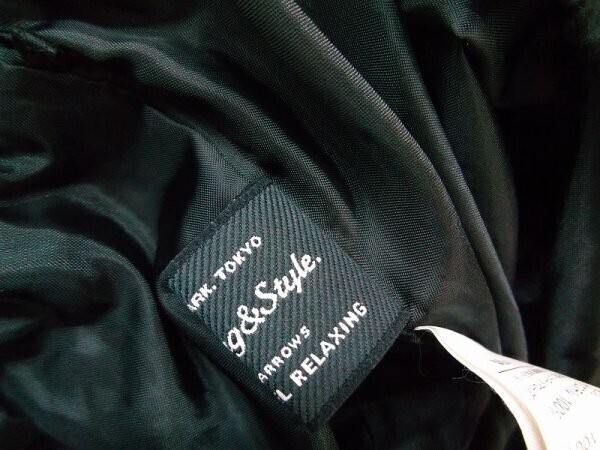 ARK. TOKYO
g&Style.
ARROWS
L RELAXING